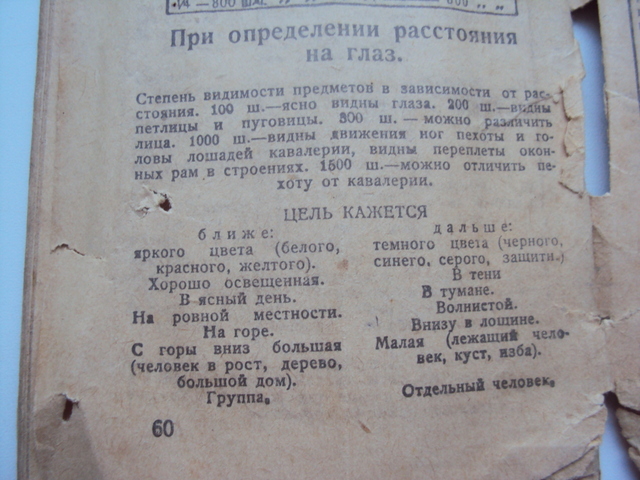 При определении расстояния
на глаз.
Степень видимости предметов в зависимости от рас-
стояния. 100 ш.—ясно видны глаза. 200 ш.—видны
петлицы и пуговицы. 300 ш. — можно различить
лица. 1000 ш.—видны движения ног пехоты и го-
ловы лошадей кавалерии, видны переплеты окон-
ных рам в строениях. 1500 ш.—можно отличить пе-
хоту от кавалерии.
ЦЕЛЬ КАЖЕТСЯ
ближе:
яркого цвета (белого,
красного, желтого).
Хорошо освещенная.
В ясный день.
На ровной местности.
На горе.
С горы вниз большая
(человек в рост, дерево,
большой дом).
Группа.
дальше:
темного цвета (черного,
синего, серого, защитн.)
В тени
В тумане.
Волнистой.
Внизу в лощине.
Малая (лежащий чело-
век, куст, изба).
Отдельный человек.
60